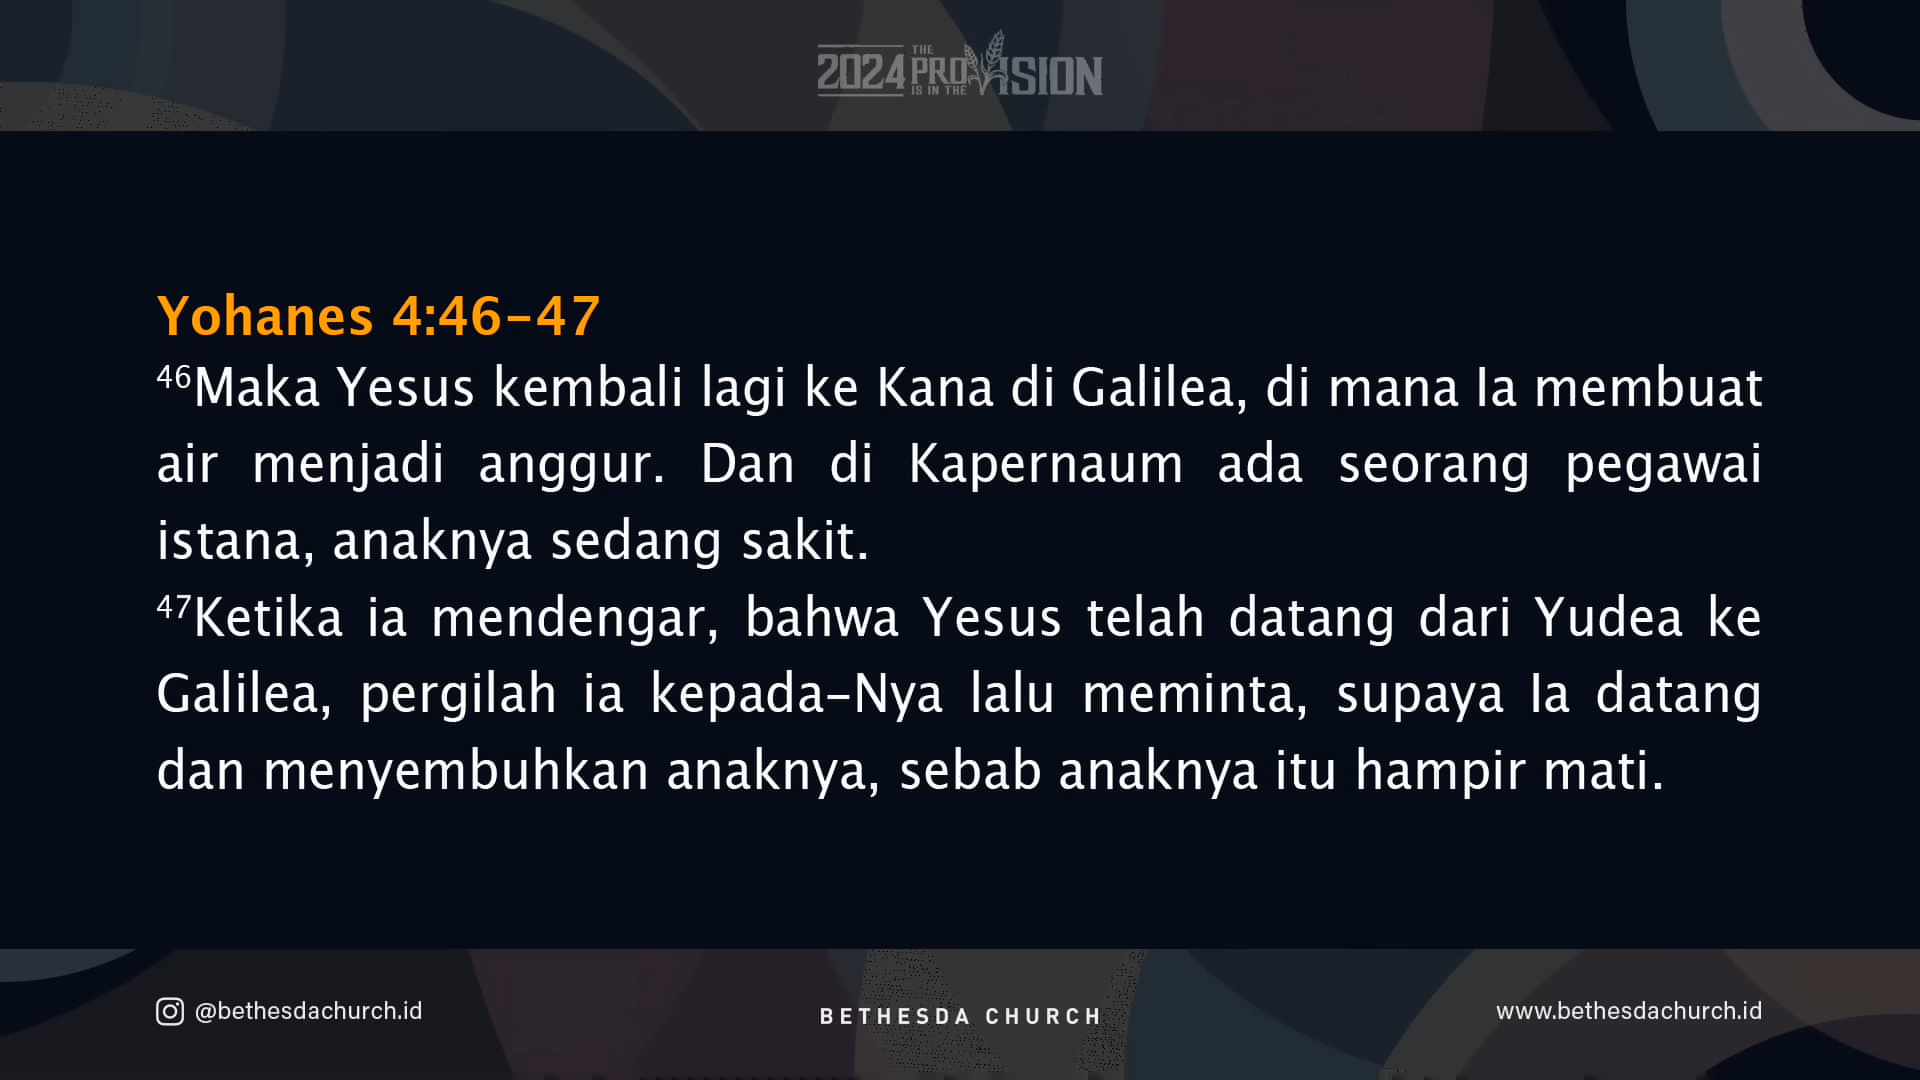 2024 THE PROVISION IS IN THE
Yohanes 4:46-47
46Maka Yesus kembali lagi ke Kana di Galilea, di mana Ia membuat
air menjadi anggur. Dan di Kapernaum ada seorang pegawai
istana, anaknya sedang sakit.
47Ketika ia mendengar, bahwa Yesus telah datang dari Yudea ke
Galilea, pergilah ia kepada-Nya lalu meminta, supaya Ia datang
dan menyembuhkan anaknya, sebab anaknya itu hampir mati.
@bethesdachurch.id
BETHESDA CHURCH
www.bethesdachurch.id